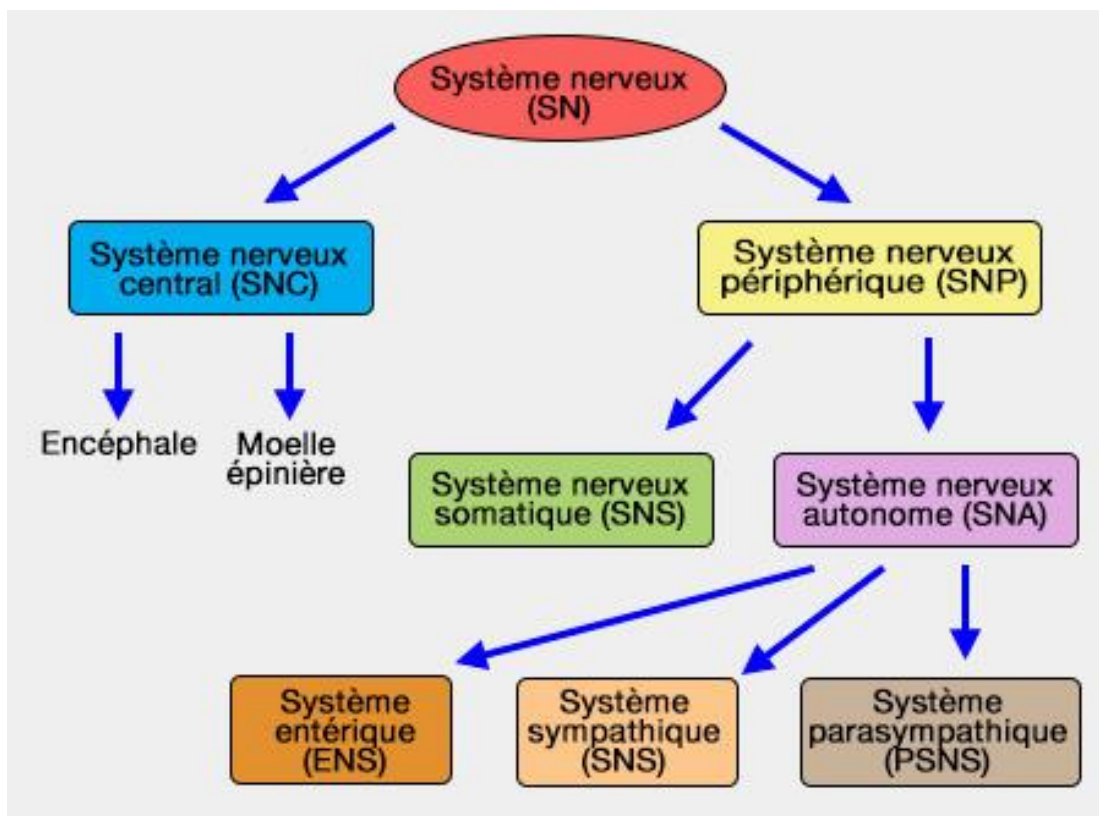 Système nerveux
(SN)
Système nerveux
central (SNC)
Système nerveux
périphérique (SNP)
Encéphale
Moelle
épinière
Système nerveux
somatique (SNS)
Système nerveux
autonome (SNA)
Système
entérique
(ENS)
Système
sympathique
(SNS)
Système
parasympathique
(PSNS)